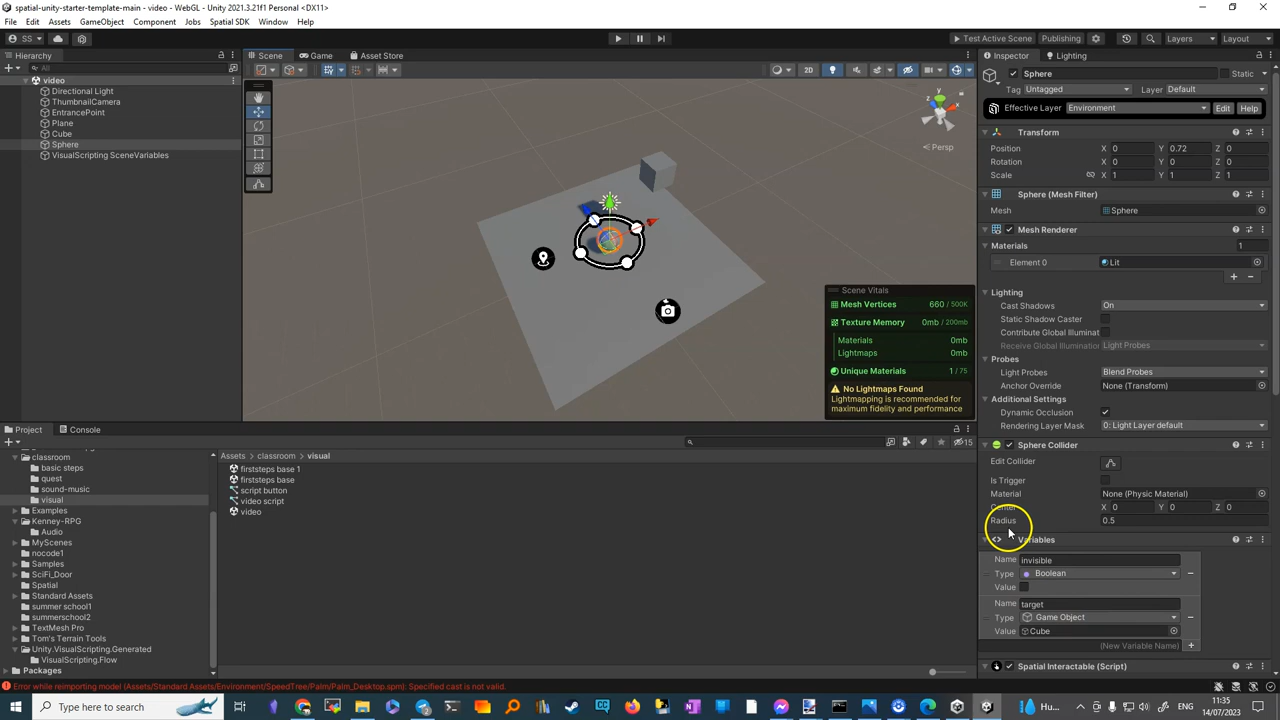 spatial-unity-starter-template-main - video - WebGL - Unity 2021.3.21f1 Personal <DX11>
File Edit Assets GameObject Component Jobs Spatial SDK Window Help
SS Test Active Scene Publishing Layers Layout
Hierarchy
All
video
Directional Light
ThumbnailCamera
EntrancePoint
Plane
Cube
Sphere
VisualScripting SceneVariables
Scene Game Asset Store
2D
y
x
Persp
Scene Vitals
Mesh Vertices 660 / 500K
Texture Memory 0mb / 200mb
Materials 0mb
Lightmaps 0mb
Unique Materials 1 / 75
No Lightmaps Found
Lightmapping is recommended for
maximum fidelity and performance
Project Console
15
classroom
basic steps
quest
sound-music
visual
Examples
Kenney-RPG
Audio
MyScenes
nocode1
Samples
SciFi_Door
Spatial
Standard Assets
summer school1
summerschool2
TextMesh Pro
Tom's Terrain Tools
Unity.VisualScripting.Generated
VisualScripting.Flow
Packages
Assets > classroom > visual
firststeps base 1
firststeps base
script button
video script
video
Inspector Lighting
Sphere Static
Tag Untagged Layer Default
Effective Layer Environment Edit Help
Transform
Position X 0 Y 0.72 Z 0
Rotation X 0 Y 0 Z 0
Scale X 1 Y 1 Z 1
Sphere (Mesh Filter)
Mesh Sphere
Mesh Renderer
Materials 1
Element 0 Lit
Lighting
Cast Shadows On
Static Shadow Caster
Contribute Global Illuminat
Receive Global Illumination Light Probes
Probes
Light Probes Blend Probes
Anchor Override None (Transform)
Additional Settings
Dynamic Occlusion
Rendering Layer Mask 0: Light Layer default
Sphere Collider
Edit Collider
Is Trigger
Material None (Physic Material)
Center X 0 Y 0 Z 0
Radius 0.5
Variables
Name invisible
Type Boolean
Value
Name target
Type Game Object
Value Cube
(New Variable Name)
Spatial Interactable (Script)
Error while reimporting model (Assets/Standard Assets/Environment/SpeedTree/Palm/Palm_Desktop.spm): Specified cast is not valid.
Type here to search
Humid
11:35
14/07/2023